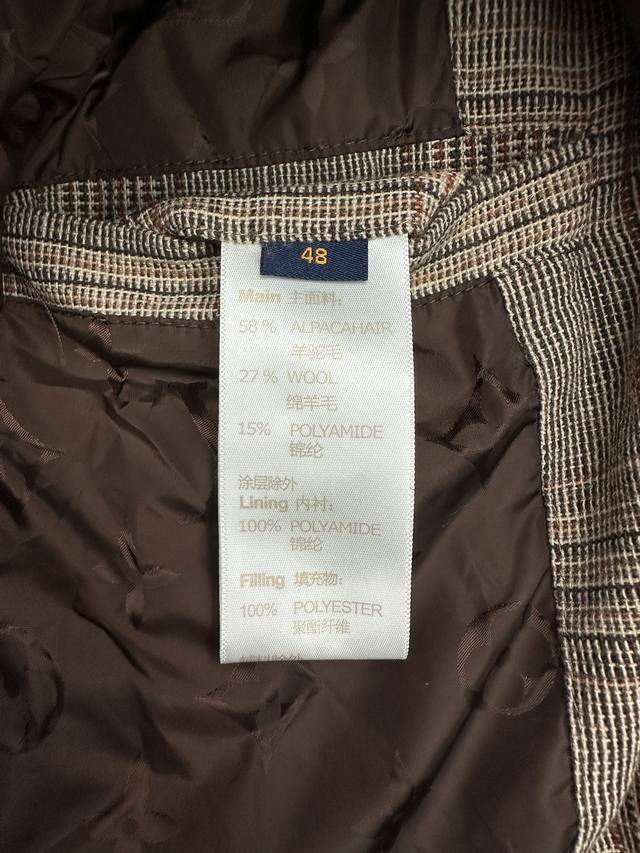 48
Main 主面料:
58% ALPACAHAIR
羊驼毛
27% WOOL
绵羊毛
15% POLYAMIDE
锦纶
涂层除外
Lining 内衬:
100% POLYAMIDE
锦纶
Filling 填充物:
100% POLYESTER
聚酯纤维